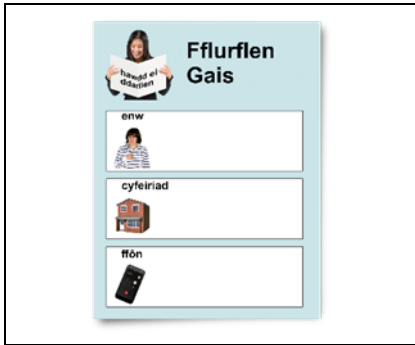 Fflurflen
Gais
hawdd ei
ddarllen
enw
cyfeiriad
ffôn